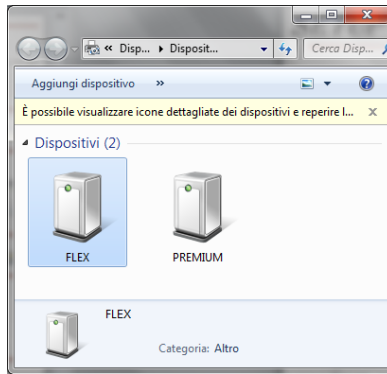 « Disp... Disposit... Cerca Disp...
Aggiungi dispositivo »
È possibile visualizzare icone dettagliate dei dispositivi e reperire l...
Dispositivi (2)
FLEX PREMIUM
FLEX
Categoria: Altro